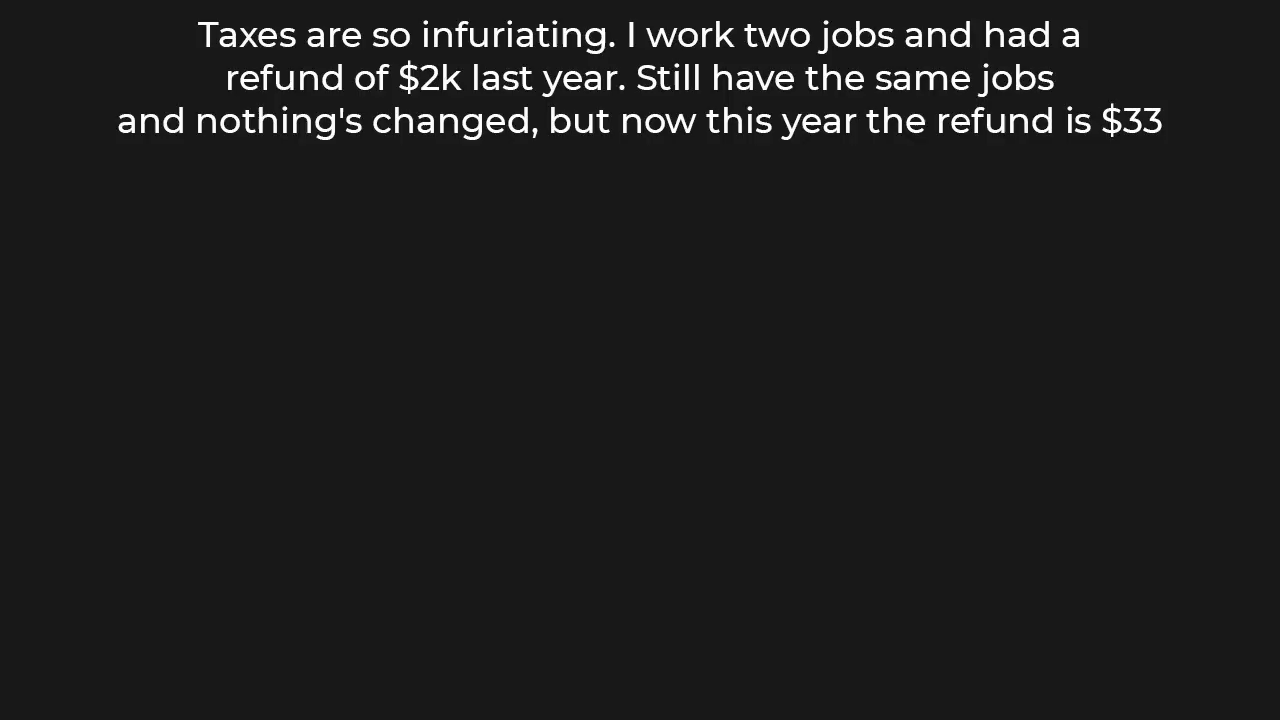 Taxes are so infuriating. I work two jobs and had a
refund of $2k last year. Still have the same jobs
and nothing's changed, but now this year the refund is $33